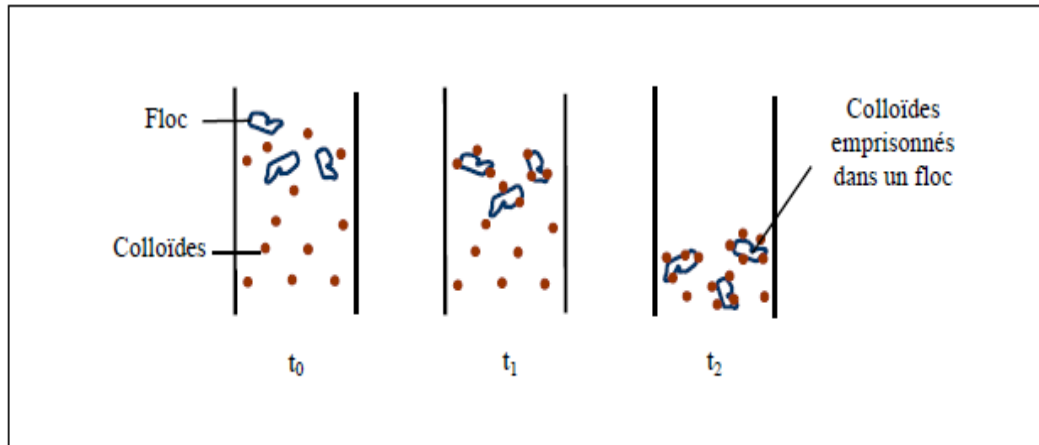 Floc
Colloïdes
Colloïdes
emprisonnés
dans un floc
t₀
t₁
t₂